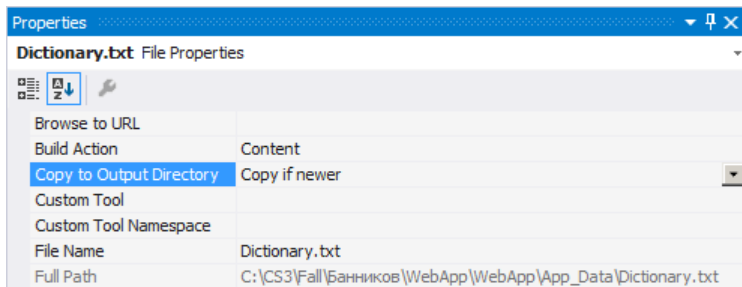 Properties
Dictionary.txt File Properties
Browse to URL
Build Action Content
Copy to Output Directory Copy if newer
Custom Tool
Custom Tool Namespace
File Name Dictionary.txt
Full Path C:\CS3\Fall\Банников\WebApp\WebApp\App_Data\Dictionary.txt